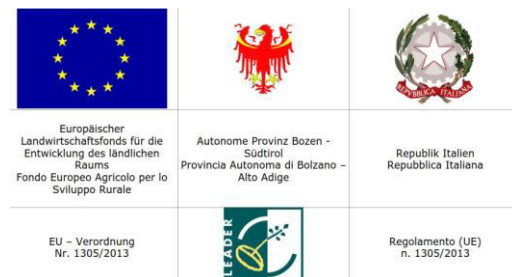 REPVBBLICA ITALIANA
Europäischer
Landwirtschaftsfonds für die
Entwicklung des ländlichen
Raums
Fondo Europeo Agricolo per lo
Sviluppo Rurale
Autonome Provinz Bozen -
Südtirol
Provincia Autonoma di Bolzano –
Alto Adige
Republik Italien
Repubblica Italiana
EU – Verordnung
Nr. 1305/2013
LEADER
Regolamento (UE)
n. 1305/2013